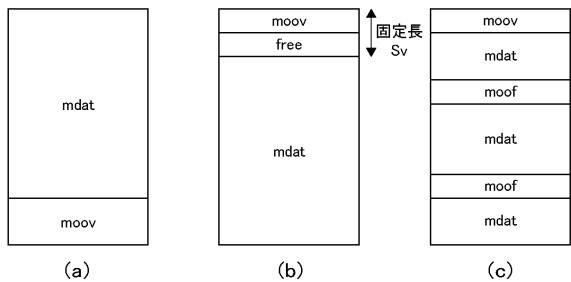 mdat
moov
(a)
moov
free
mdat
固定長
Sv
(b)
moov
mdat
moof
mdat
moof
mdat
(c)